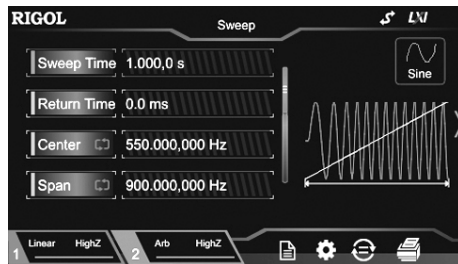 RIGOL Sweep LXI
Sweep Time 1.000,0 s
Sine
Return Time 0.0 ms
Center 550.000,000 Hz
Span 900.000,000 Hz
1 Linear HighZ 2 Arb HighZ